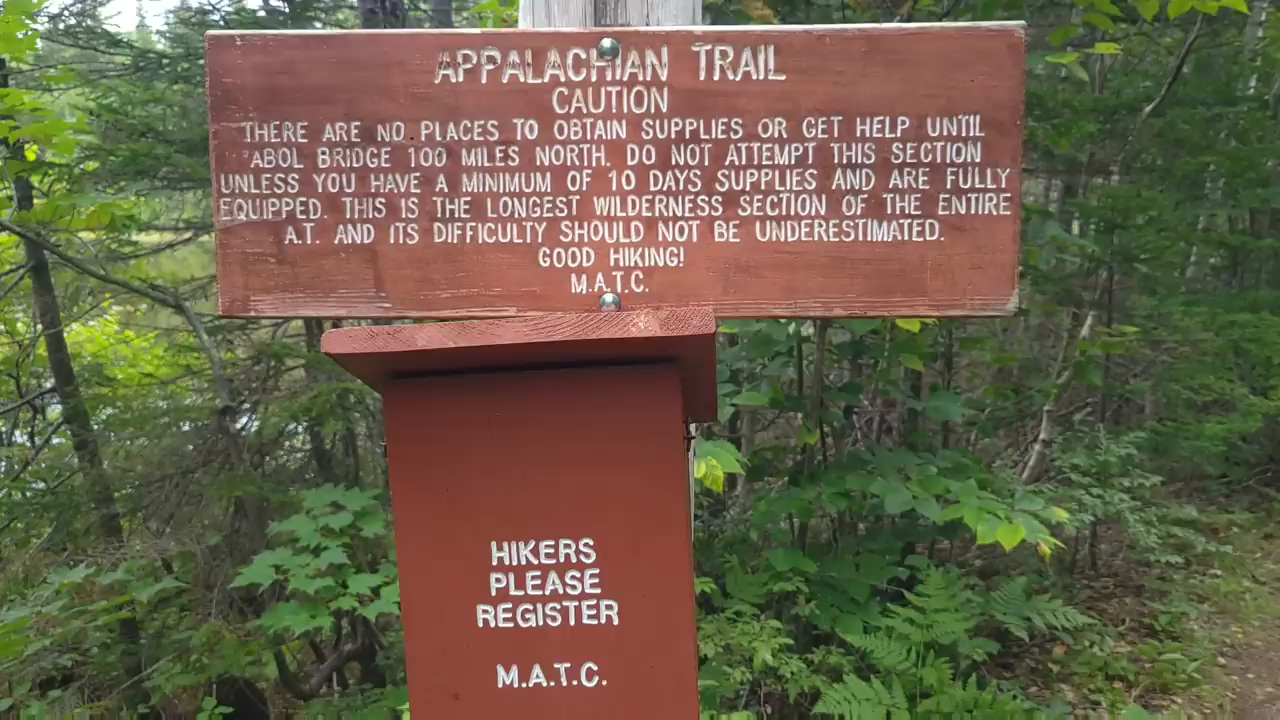 APPALACHIAN TRAIL
CAUTION
THERE ARE NO PLACES TO OBTAIN SUPPLIES OR GET HELP UNTIL
ABOL BRIDGE 100 MILES NORTH. DO NOT ATTEMPT THIS SECTION
UNLESS YOU HAVE A MINIMUM OF 10 DAYS SUPPLIES AND ARE FULLY
EQUIPPED. THIS IS THE LONGEST WILDERNESS SECTION OF THE ENTIRE
A.T. AND ITS DIFFICULTY SHOULD NOT BE UNDERESTIMATED.
GOOD HIKING!
M.A.T.C.
HIKERS
PLEASE
REGISTER
M.A.T.C.